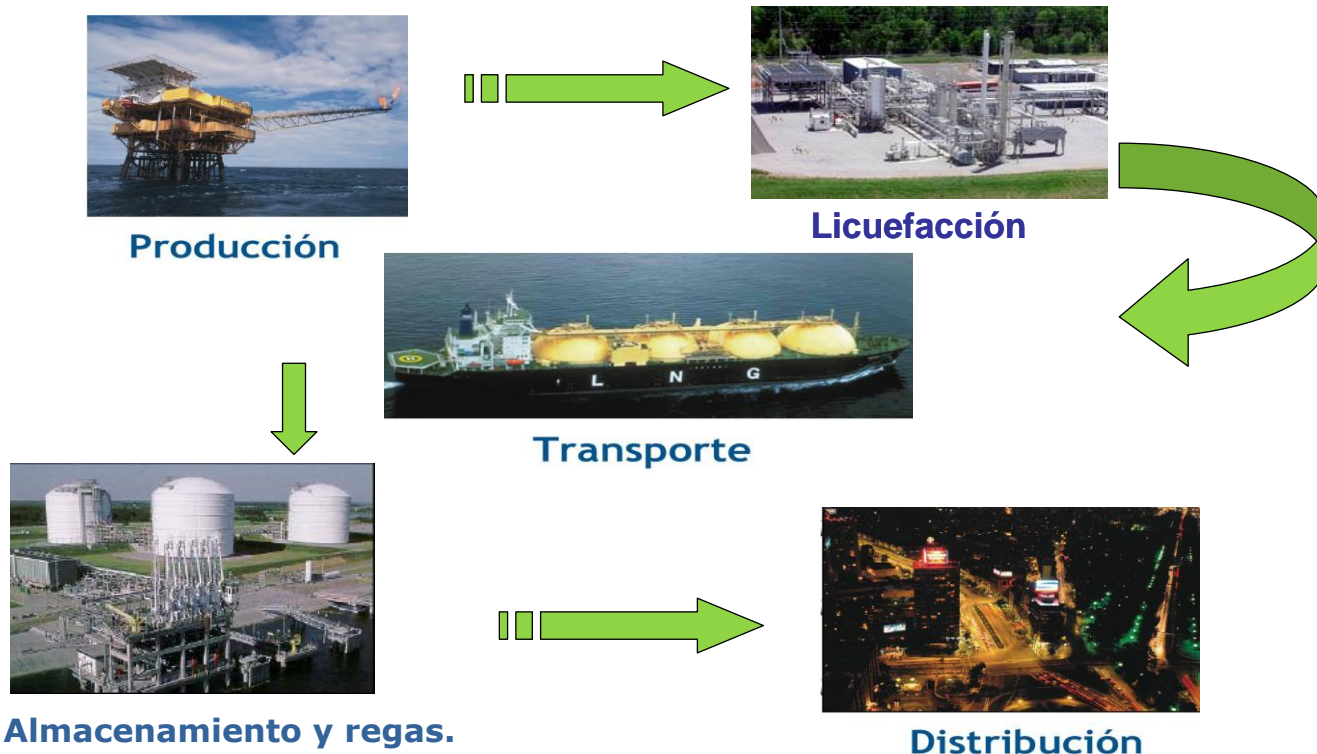 Producción
Licuefacción
L N G
Transporte
Almacenamiento y regas.
Distribución